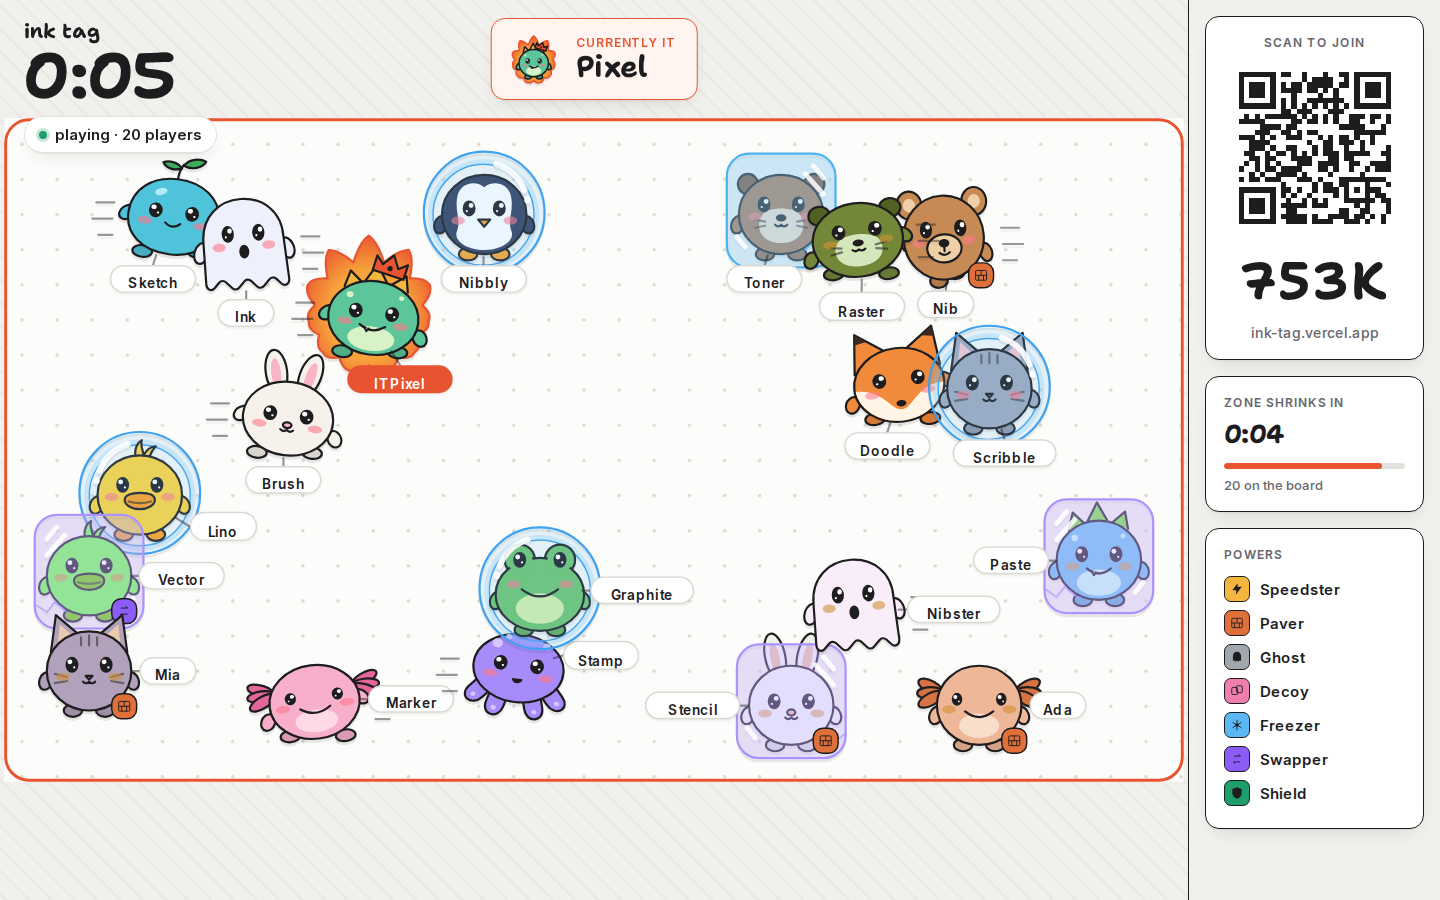 ink tag
0:05
CURRENTLY IT
Pixel
playing · 20 players
Sketch
Ink
Nibbly
IT Pixel
Toner
Raster
Nib
Doodle
Scribble
Brush
Lino
Vector
Mia
Marker
Graphite
Stamp
Stencil
Nibster
Paste
Ada
SCAN TO JOIN
753K
ink-tag.vercel.app
ZONE SHRINKS IN
0:04
20 on the board
POWERS
Speedster
Paver
Ghost
Decoy
Freezer
Swapper
Shield